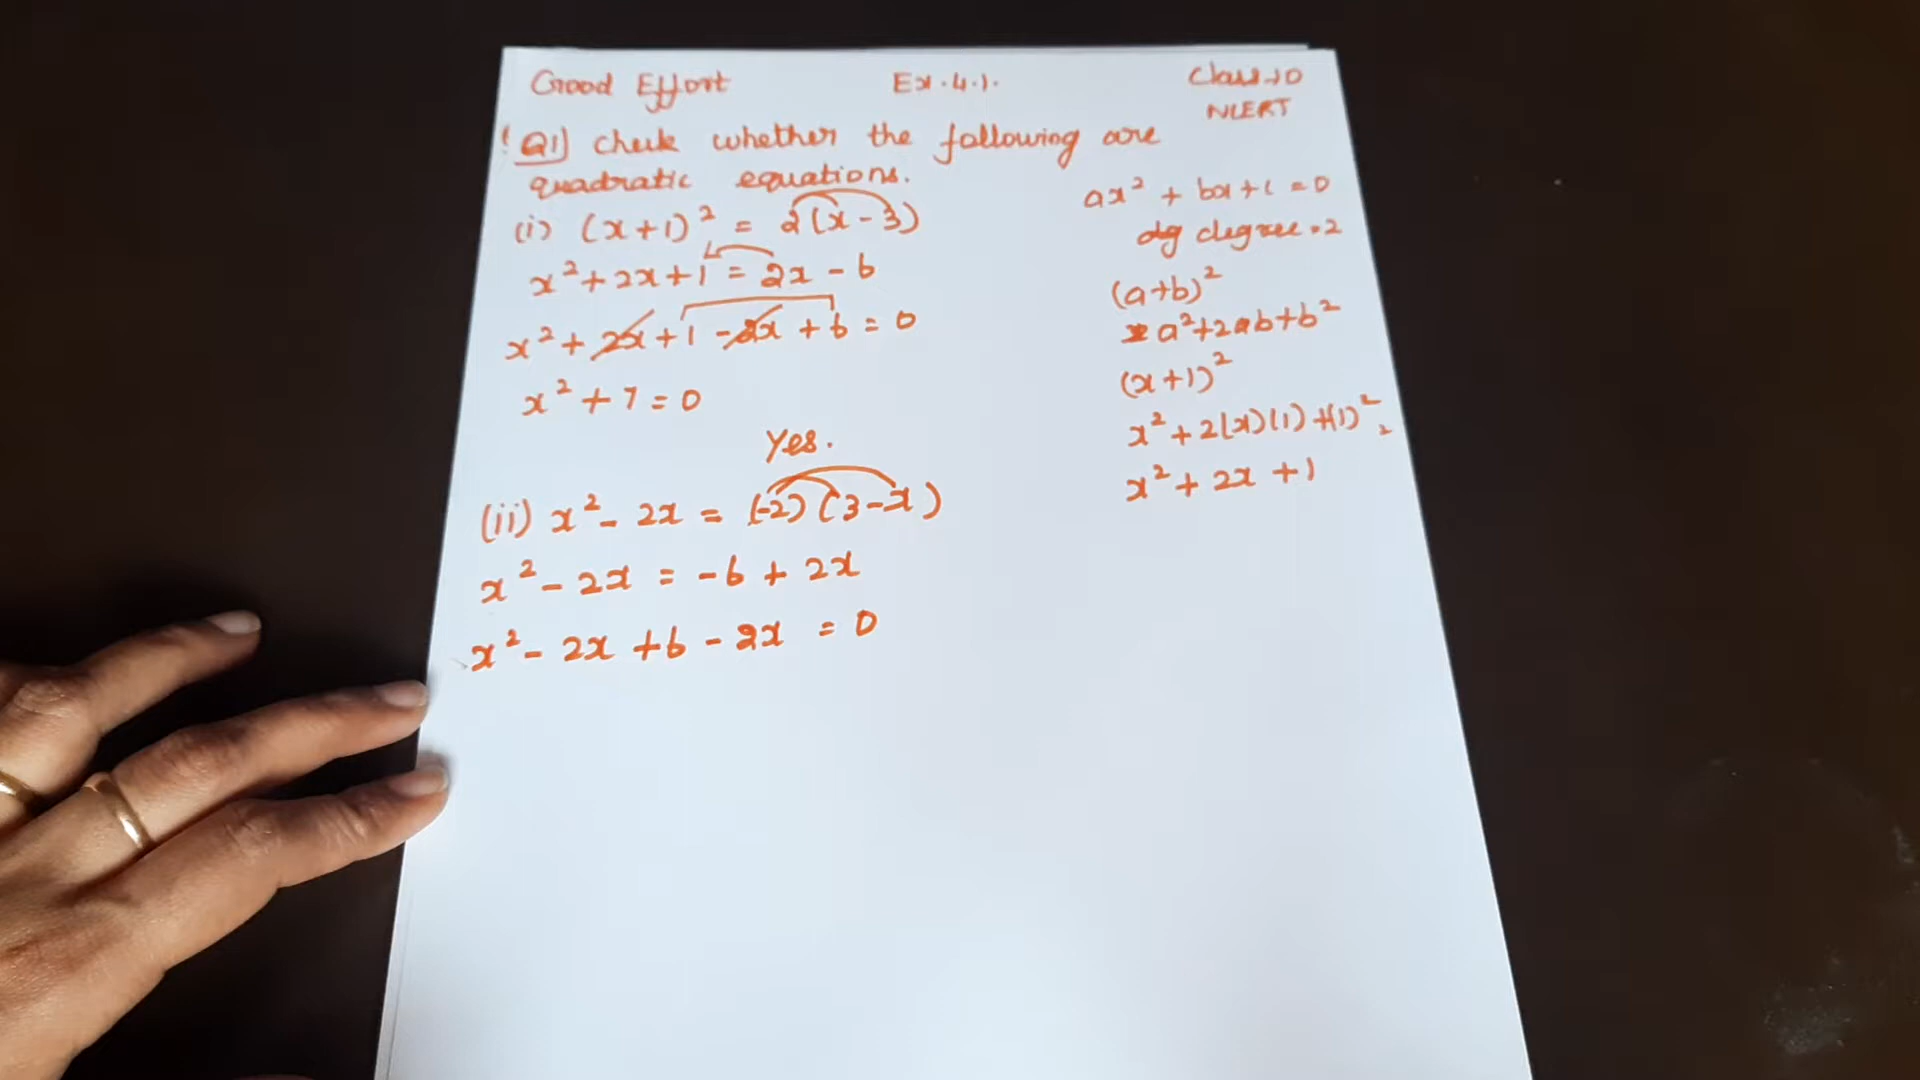 Good Effort Ex.4.1. Class 10
NCERT
Q1) Check whether the following are
quadratic equations.
(i) (x+1)² = 2(x-3)
x²+2x+1 = 2x - 6
x² + 2x + 1 - 2x + 6 = 0
x² + 7 = 0
Yes.
(ii) x² - 2x = (-2)(3-x)
x² - 2x = -6 + 2x
x² - 2x + 6 - 2x = 0
ax² + bx + c = 0
degree = 2
(a+b)²
a²+2ab+b²
(x+1)²
x²+2(x)(1)+(1)²
x² + 2x + 1